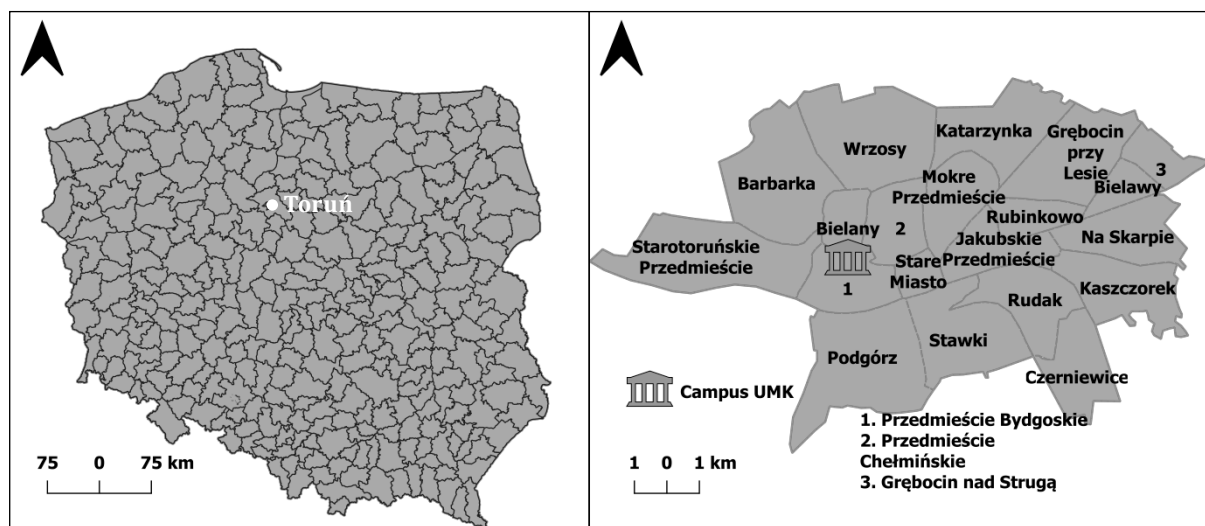 Toruń
75 0 75 km
Katarzynka
Grębocin
przy
Lesie
Wrzosy
3
Mokre
Przedmieście
Barbarka
Bielawy
Rubinkowo
Bielany
2
Jakubskie
Przedmieście
Na Skarpie
Starotoruńskie
Przedmieście
Stare
Miasto
1
Kaszczorek
Rudak
Stawki
Podgórz
Czerniewice
Campus UMK
1. Przedmieście Bydgoskie
2. Przedmieście
Chełmińskie
3. Grębocin nad Strugą
1 0 1 km